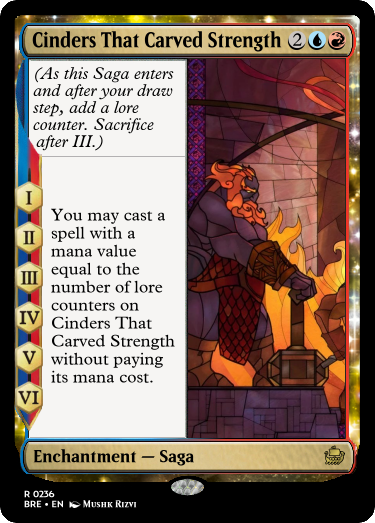 Cinders That Carved Strength 2
(As this Saga enters
and after your draw
step, add a lore
counter. Sacrifice
after III.)
I
II
III
IV
V
VI
You may cast a
spell with a
mana value
equal to the
number of lore
counters on
Cinders That
Carved Strength
without paying
its mana cost.
Enchantment — Saga
R 0236
BRE • EN Mushk Rizvi